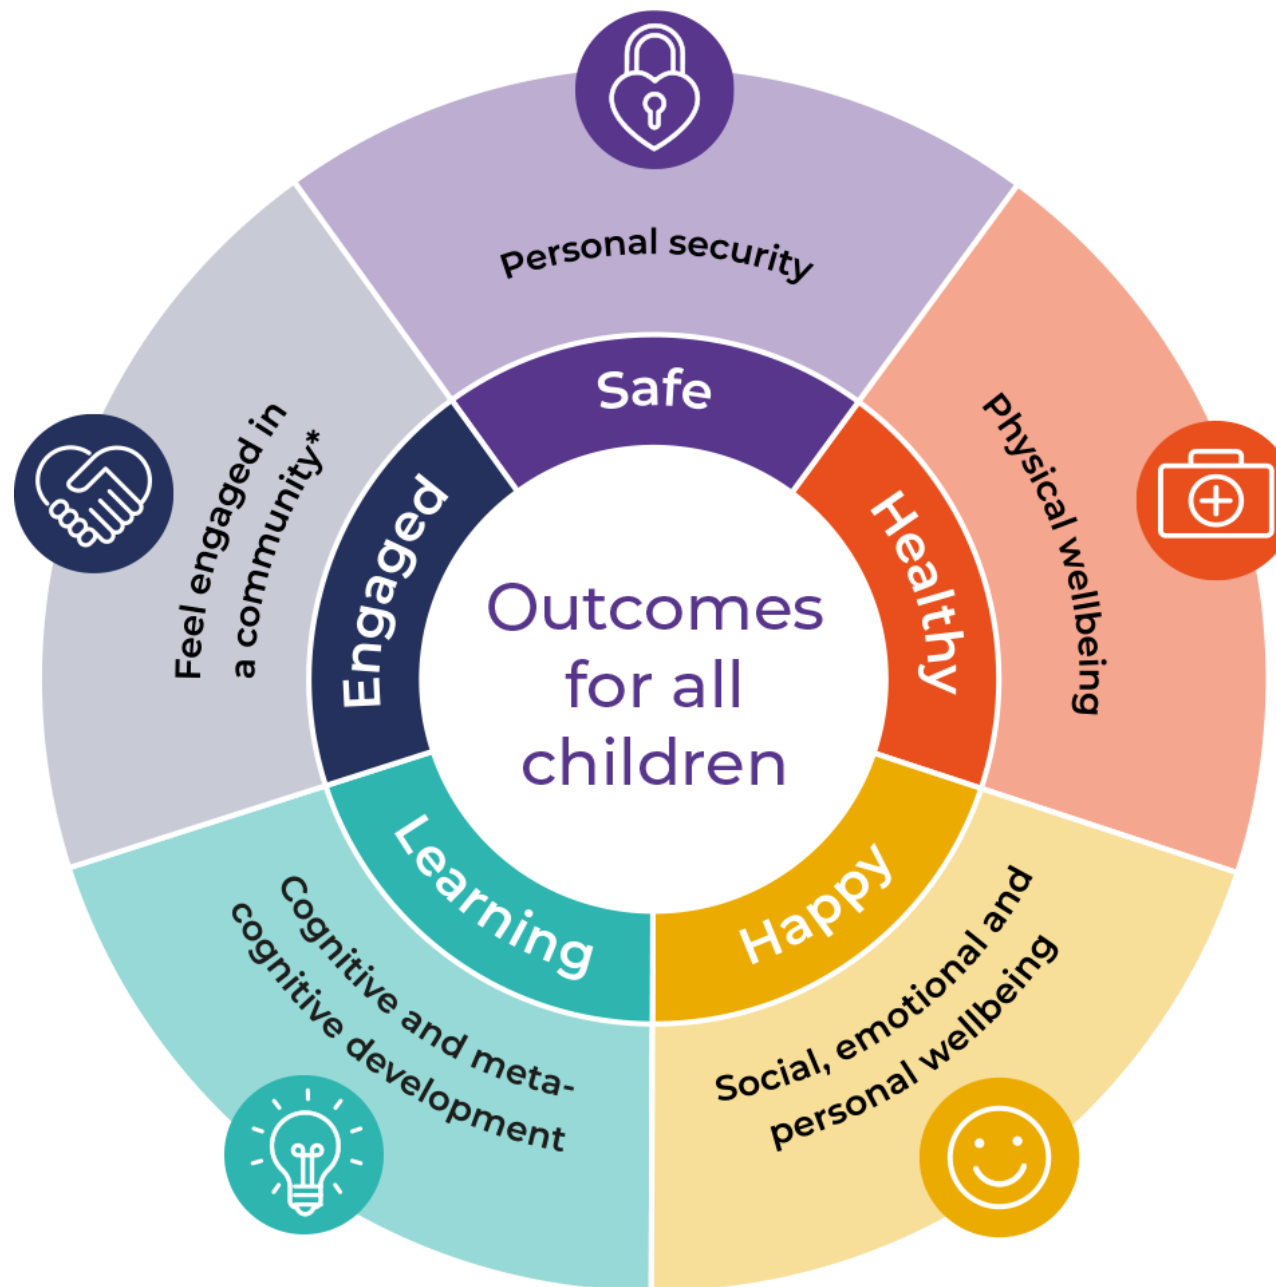 Outcomes
for all
children
Safe
Personal security
Healthy
Physical wellbeing
Happy
Social, emotional and
personal wellbeing
Learning
Cognitive and meta-
cognitive development
Engaged
Feel engaged in
a community*